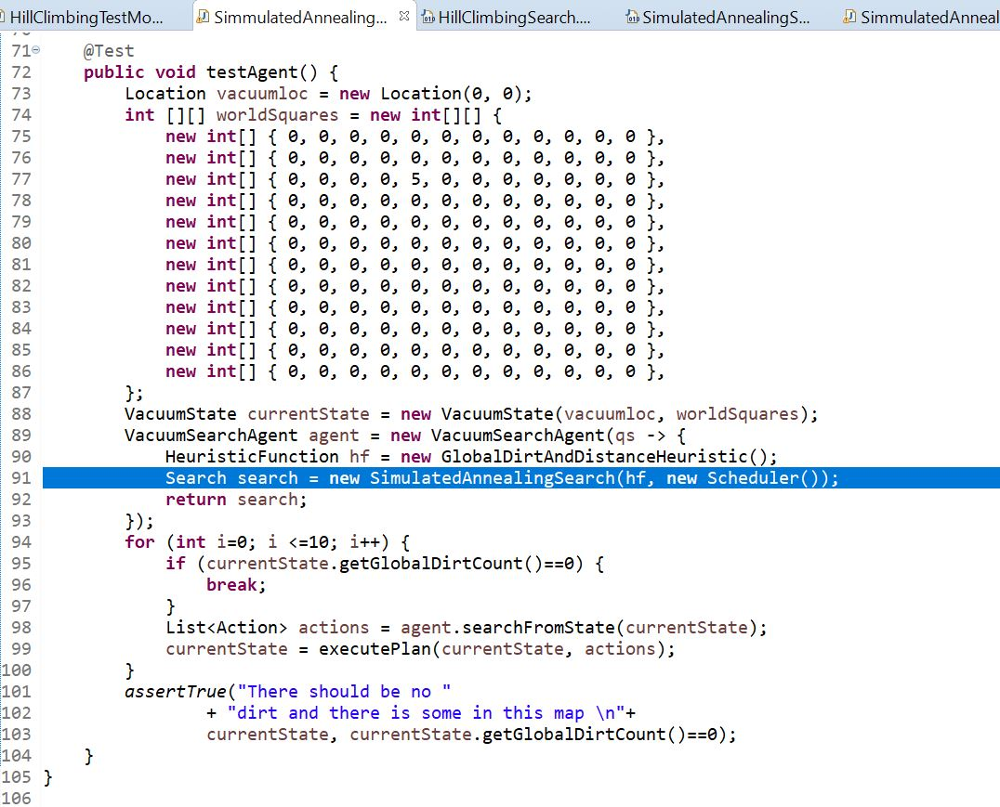 HillClimbingTestMo...
SimmulatedAnnealing...
HillClimbingSearch....
SimulatedAnnealingS...
SimmulatedAnneal
71 @Test
72 public void testAgent() {
73 Location vacuumloc = new Location(0, 0);
74 int [][] worldSquares = new int[][] {
75 new int[] { 0, 0, 0, 0, 0, 0, 0, 0, 0, 0, 0, 0 },
76 new int[] { 0, 0, 0, 0, 0, 0, 0, 0, 0, 0, 0, 0 },
77 new int[] { 0, 0, 0, 0, 5, 0, 0, 0, 0, 0, 0, 0 },
78 new int[] { 0, 0, 0, 0, 0, 0, 0, 0, 0, 0, 0, 0 },
79 new int[] { 0, 0, 0, 0, 0, 0, 0, 0, 0, 0, 0, 0 },
80 new int[] { 0, 0, 0, 0, 0, 0, 0, 0, 0, 0, 0, 0 },
81 new int[] { 0, 0, 0, 0, 0, 0, 0, 0, 0, 0, 0, 0 },
82 new int[] { 0, 0, 0, 0, 0, 0, 0, 0, 0, 0, 0, 0 },
83 new int[] { 0, 0, 0, 0, 0, 0, 0, 0, 0, 0, 0, 0 },
84 new int[] { 0, 0, 0, 0, 0, 0, 0, 0, 0, 0, 0, 0 },
85 new int[] { 0, 0, 0, 0, 0, 0, 0, 0, 0, 0, 0, 0 },
86 new int[] { 0, 0, 0, 0, 0, 0, 0, 0, 0, 0, 0, 0 },
87 };
88 VacuumState currentState = new VacuumState(vacuumloc, worldSquares);
89 VacuumSearchAgent agent = new VacuumSearchAgent(qs -> {
90 HeuristicFunction hf = new GlobalDirtAndDistanceHeuristic();
91 Search search = new SimulatedAnnealingSearch(hf, new Scheduler());
92 return search;
93 });
94 for (int i=0; i <=10; i++) {
95 if (currentState.getGlobalDirtCount()==0) {
96 break;
97 }
98 List<Action> actions = agent.searchFromState(currentState);
99 currentState = executePlan(currentState, actions);
100 }
101 assertTrue("There should be no "
102 + "dirt and there is some in this map \n"+
103 currentState, currentState.getGlobalDirtCount()==0);
104 }
105 }
106